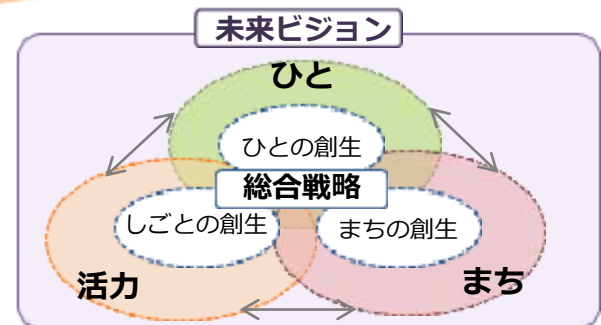 未来ビジョン
ひと
ひとの創生
総合戦略
しごとの創生
まちの創生
活力
まち